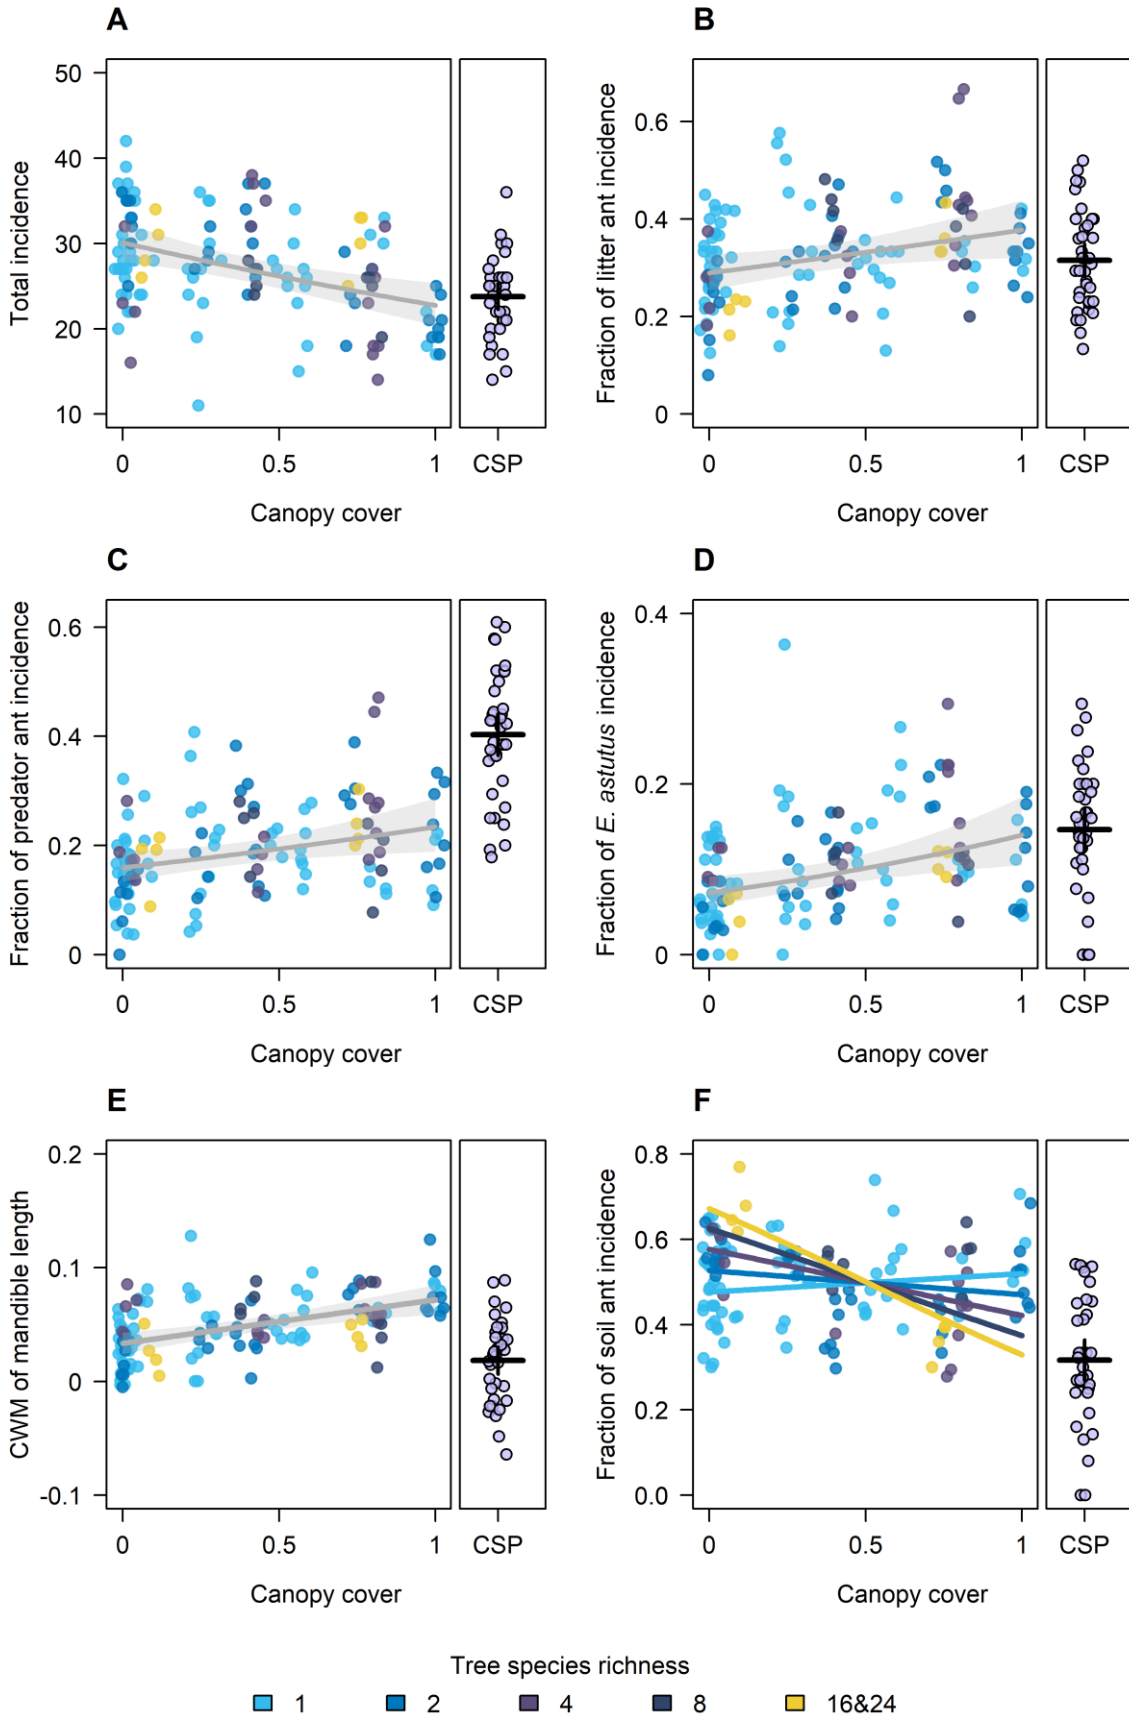 A
B
Total incidence
50
40
30
20
10
0
0.5
1
CSP
Canopy cover
Fraction of litter ant incidence
0.6
0.4
0.2
0
0
0.5
1
CSP
Canopy cover
C
D
Fraction of predator ant incidence
0.6
0.4
0.2
0
0
0.5
1
CSP
Canopy cover
Fraction of E. astutus incidence
0.4
0.2
0
0
0.5
1
CSP
Canopy cover
E
F
CWM of mandible length
0.2
0.1
0
-0.1
0
0.5
1
CSP
Canopy cover
Fraction of soil ant incidence
0.8
0.6
0.4
0.2
0.0
0
0.5
1
CSP
Canopy cover
Tree species richness
1 2 4 8 16&24